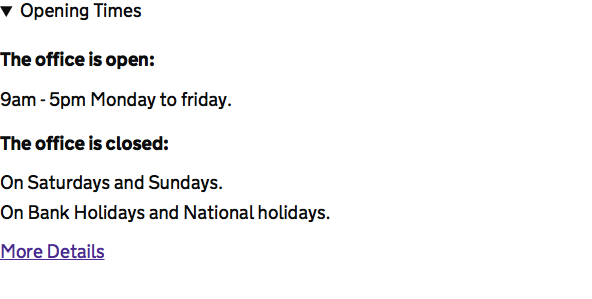 Opening Times
The office is open:
9am - 5pm Monday to friday.
The office is closed:
On Saturdays and Sundays.
On Bank Holidays and National holidays.
More Details